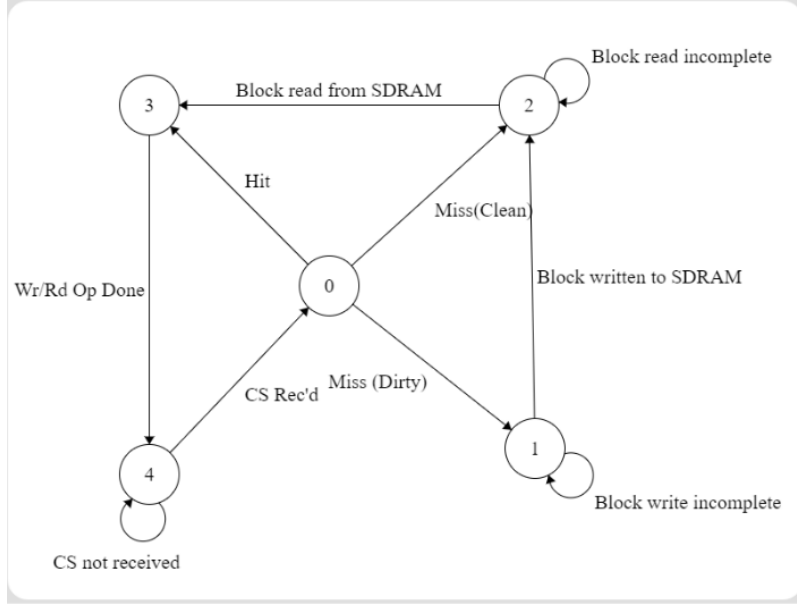 Block read incomplete
Block read from SDRAM
3
2
Hit
Miss(Clean)
Block written to SDRAM
0
Wr/Rd Op Done
Miss (Dirty)
CS Rec'd
1
4
Block write incomplete
CS not received